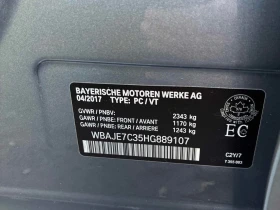 BAYERISCHE MOTOREN WERKE AG
04/2017 TYPE: PC / VT
GVWR / PNBV: 2343 kg
GAWR / PNBE: FRONT / AVANT 1170 kg
GAWR / PNBE: REAR / ARRIERE 1243 kg
WBAJE7C35HG889107
EC
C2Y/7